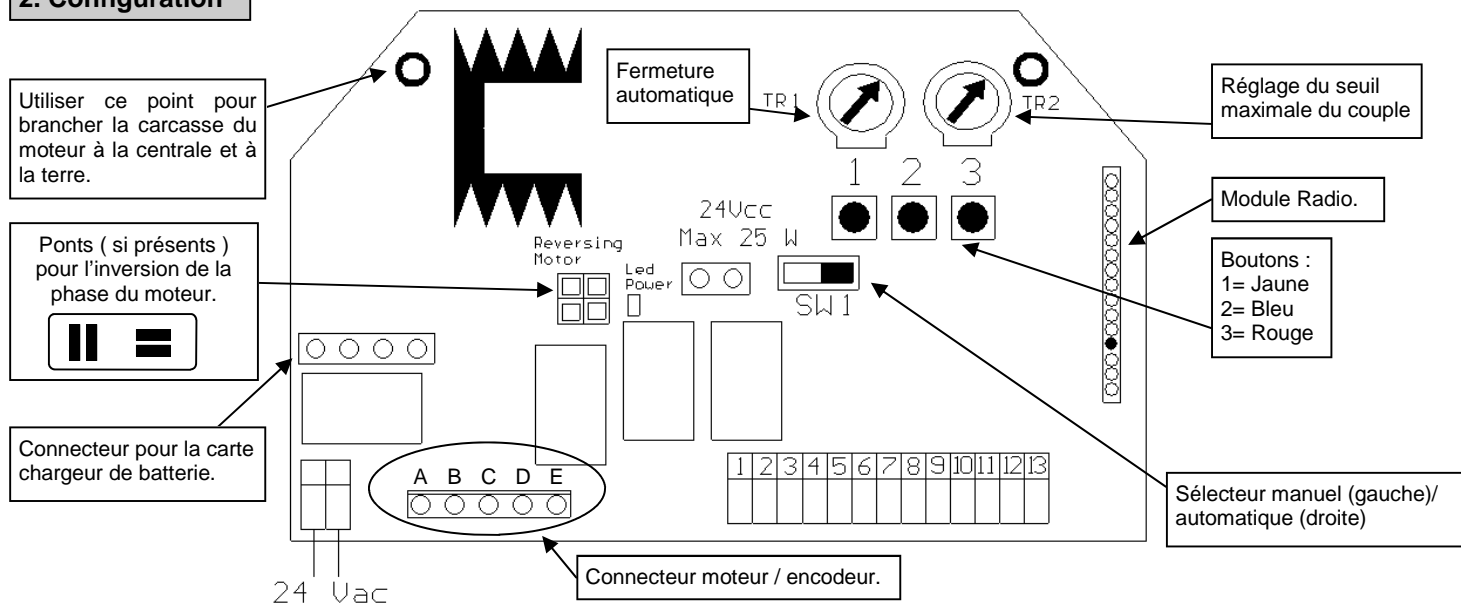 2. Configuration
Utiliser ce point pour
brancher la carcasse du
moteur à la centrale et à
la terre.
Fermeture
automatique
TR1
TR2
Réglage du seuil
maximale du couple
1 2 3
Module Radio.
Ponts ( si présents )
pour l'inversion de la
phase du moteur.
Reversing
Motor
Led
Power
24Vcc
Max 25 W
SW1
Boutons :
1= Jaune
2= Bleu
3= Rouge
Connecteur pour la carte
chargeur de batterie.
A B C D E
1 2 3 4 5 6 7 8 9 10 11 12 13
Sélecteur manuel (gauche)/
automatique (droite)
Connecteur moteur / encodeur.
24 Vac